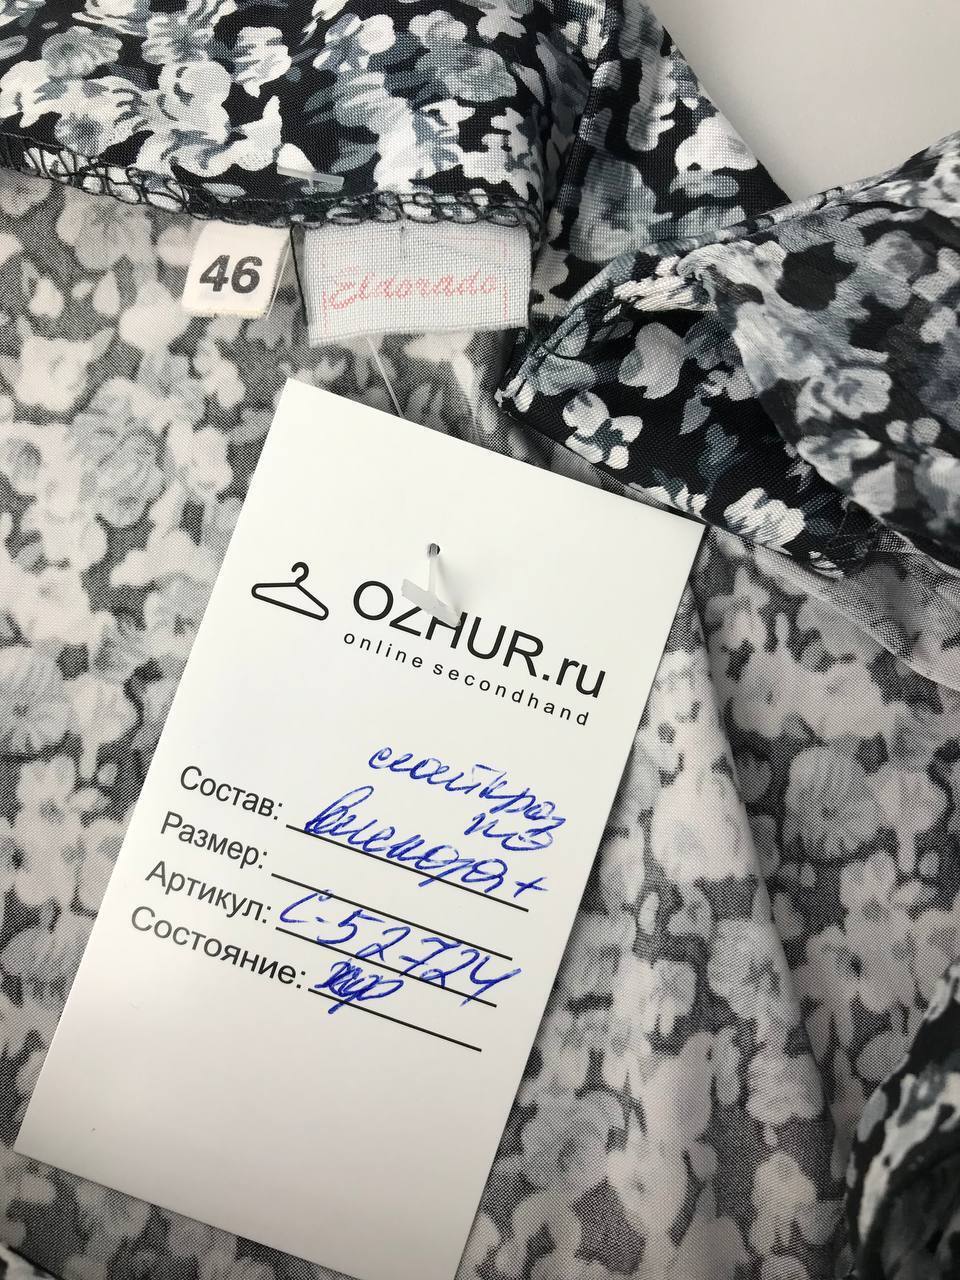 46
Eldorado
OZHUR.ru
online secondhand
Состав:
Размер:
Артикул: С-52724
Состояние: